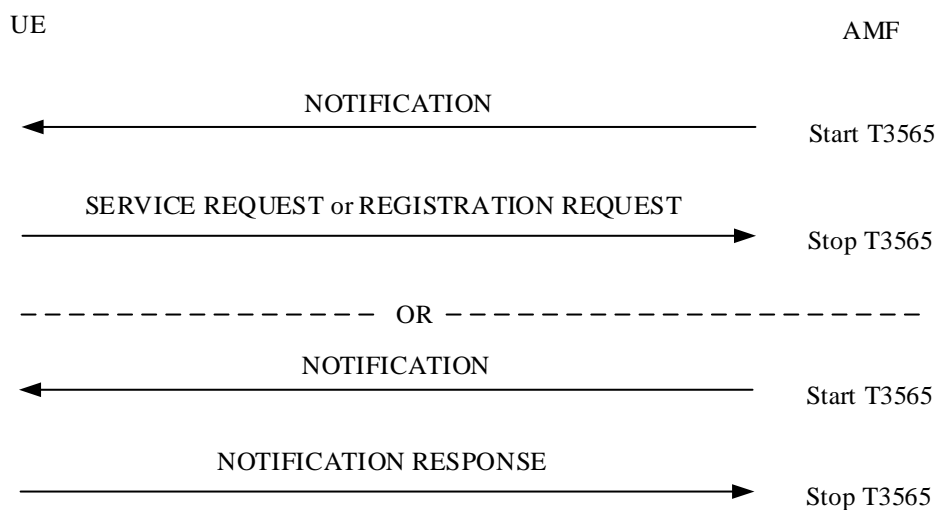 UE
AMF
NOTIFICATION
Start T3565
SERVICE REQUEST or REGISTRATION REQUEST
Stop T3565
OR
NOTIFICATION
Start T3565
NOTIFICATION RESPONSE
Stop T3565